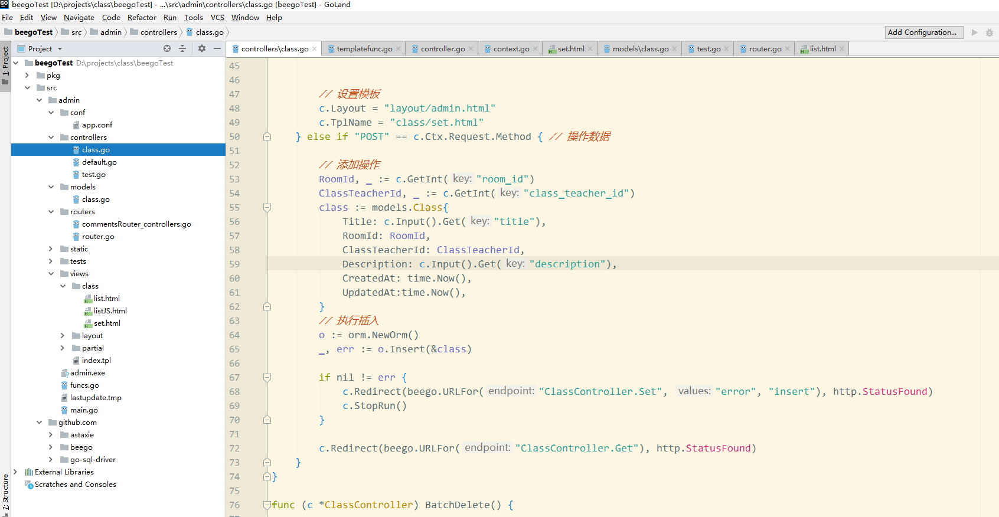 beegoTest [D:\projects\class\beegoTest] - ...\src\admin\controllers\class.go [beegoTest] - GoLand
File Edit View Navigate Code Refactor Run Tools VCS Window Help
beegoTest src admin controllers class.go Add Configuration...
1: Project
7: Structure
Project
beegoTest D:\projects\class\beegoTest
pkg
src
admin
conf
app.conf
controllers
class.go
default.go
test.go
models
class.go
routers
commentsRouter_controllers.go
router.go
static
tests
views
class
list.html
listJS.html
set.html
layout
partial
index.tpl
admin.exe
funcs.go
lastupdate.tmp
main.go
github.com
astaxie
beego
go-sql-driver
External Libraries
Scratches and Consoles
controllers\class.go templatefunc.go controller.go context.go set.html models\class.go test.go router.go list.html
45
46
47 // 设置模板
48 c.Layout = "layout/admin.html"
49 c.TplName = "class/set.html"
50 } else if "POST" == c.Ctx.Request.Method { // 操作数据
51
52 // 添加操作
53 RoomId, _ := c.GetInt( key: "room_id")
54 ClassTeacherId, _ := c.GetInt( key: "class_teacher_id")
55 class := models.Class{
56 Title: c.Input().Get( key: "title"),
57 RoomId: RoomId,
58 ClassTeacherId: ClassTeacherId,
59 Description: c.Input().Get( key: "description"),
60 CreatedAt: time.Now(),
61 UpdatedAt:time.Now(),
62 }
63 // 执行插入
64 o := orm.NewOrm()
65 _, err := o.Insert(&class)
66
67 if nil != err {
68 c.Redirect(beego.URLFor( endpoint: "ClassController.Set", values: "error", "insert"), http.StatusFound)
69 c.StopRun()
70 }
71
72 c.Redirect(beego.URLFor( endpoint: "ClassController.Get"), http.StatusFound)
73 }
74 }
75
76 func (c *ClassController) BatchDelete() {